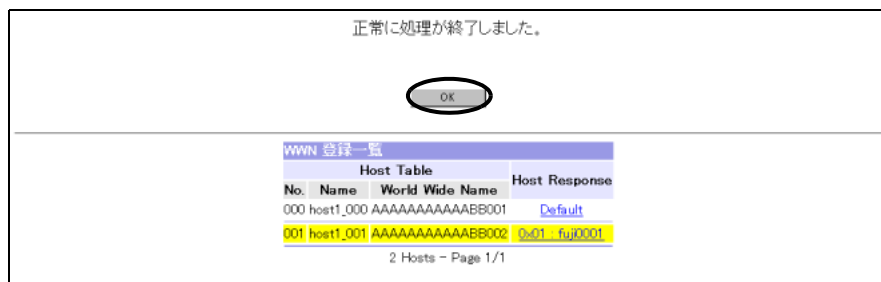 正常に処理が終了しました。
OK
WWN 登録一覧
Host Table Host Response
No. Name World Wide Name
000 host1_000 AAAAAAAAAAABB001 Default
001 host1_001 AAAAAAAAAAABB002 0x01 : fuji0001
2 Hosts - Page 1/1